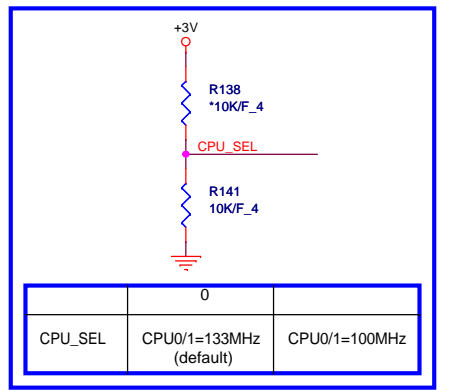 +3V
R138
*10K/F_4
CPU_SEL
R141
10K/F_4
0
CPU_SEL CPU0/1=133MHz (default) CPU0/1=100MHz